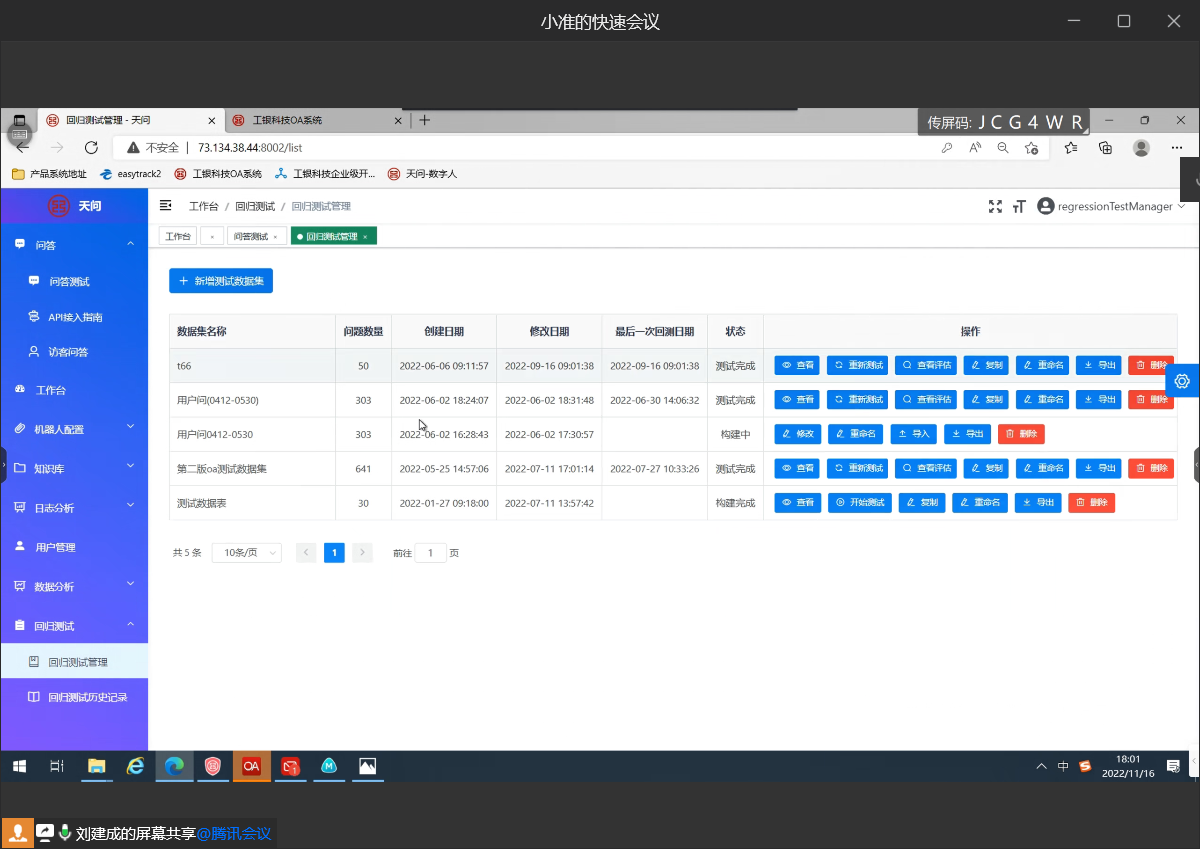 小准的快速会议
回归测试管理 - 天问
工银科技OA系统
传屏码: J C G 4 W R
不安全
73.134.38.44:8002/list
产品系统地址
easytrack2
工银科技OA系统
工银科技企业级开...
天问-数字人
天问
工作台 / 回归测试 / 回归测试管理
regressionTestManager
工作台
问答测试
回归测试管理
问答
问答测试
API接入指南
访客问答
工作台
机器人配置
知识库
日志分析
用户管理
数据分析
回归测试
回归测试管理
回归测试历史记录
新增测试数据集
数据集名称 问题数量 创建日期 修改日期 最后一次回测日期 状态 操作
t66 50 2022-06-06 09:11:57 2022-09-16 09:01:38 2022-09-16 09:01:38 测试完成 查看 重新测试 查看评估 复制 重命名 导出 删除
用户问(0412-0530) 303 2022-06-02 18:24:07 2022-06-02 18:31:48 2022-06-30 14:06:32 测试完成 查看 重新测试 查看评估 复制 重命名 导出 删除
用户问0412-0530 303 2022-06-02 16:28:43 2022-06-02 17:30:57 构建中 修改 重命名 导入 导出 删除
第二版oa测试数据集 641 2022-05-25 14:57:06 2022-07-11 17:01:14 2022-07-27 10:33:26 测试完成 查看 重新测试 查看评估 复制 重命名 导出 删除
测试数据表 30 2022-01-27 09:18:00 2022-07-11 13:57:42 构建完成 查看 开始测试 复制 重命名 导出 删除
共 5 条 10条/页 1 前往 1 页
OA
中
18:01
2022/11/16
刘建成的屏幕共享@腾讯会议